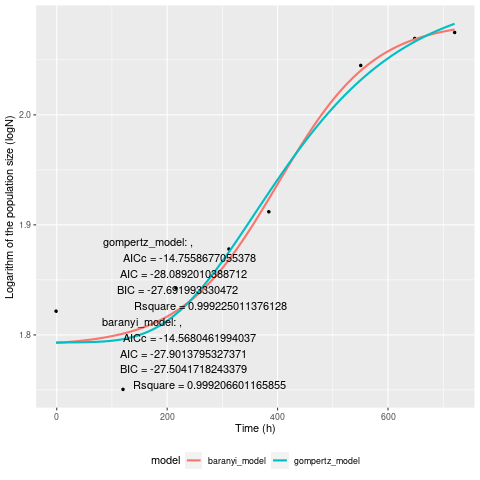 2.0
1.9
1.8
gompertz_model: ,
AICc = -14.7558677055378
AIC = -28.0892010388712
BIC = -27.691993330472
Rsquare = 0.999225011376128
baranyi_model: ,
AICc = -14.5680461994037
AIC = -27.9013795327371
BIC = -27.5041718243379
Rsquare = 0.999206601165855
0
200
400
600
Time (h)
Logarithm of the population size (logN)
model
baranyi_model
gompertz_model